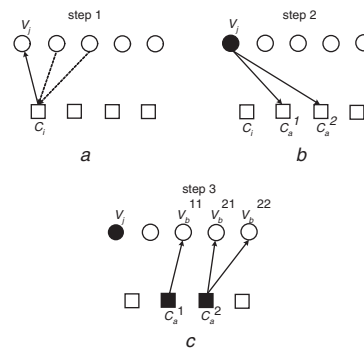 step 1
V_j
C_i
a
step 2
V_j
C_i C_a^1 C_a^2
b
step 3
V_j V_b^11 V_b^21 V_b^22
C_a^1 C_a^2
c